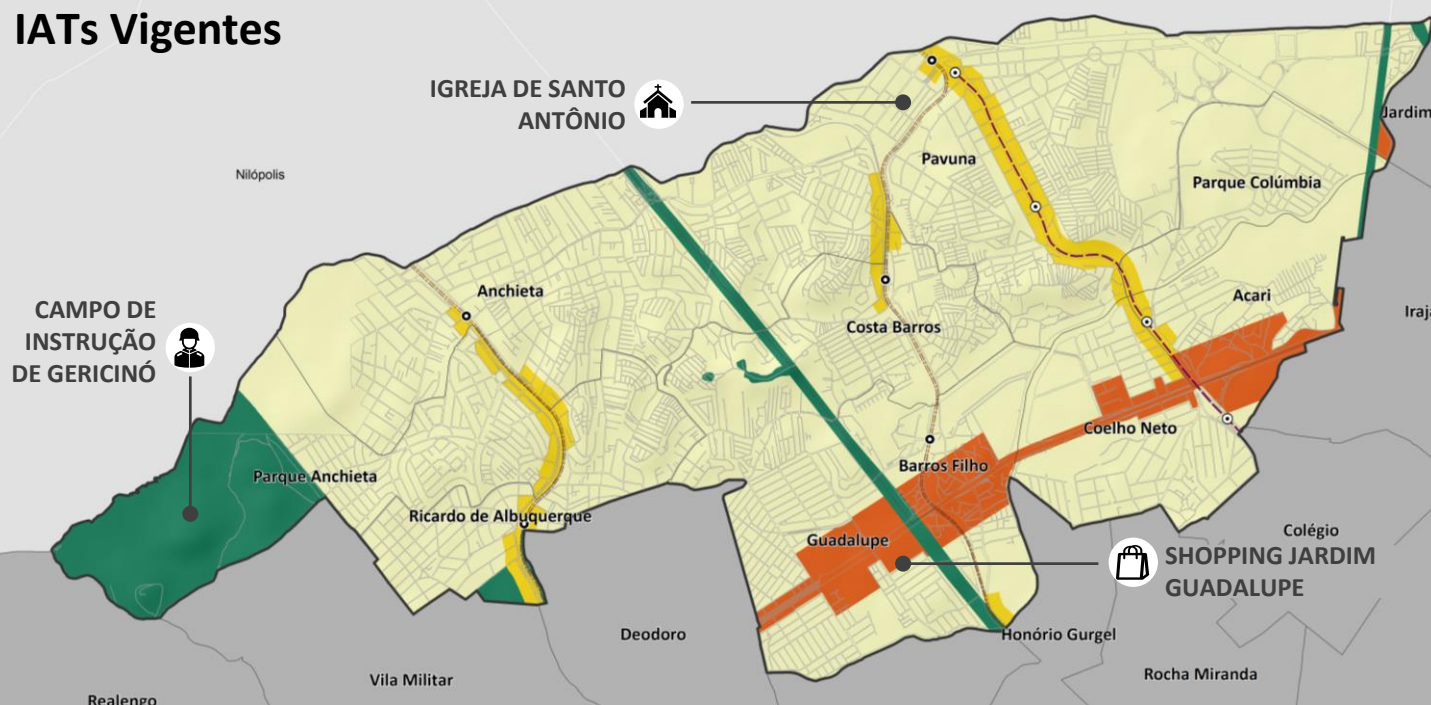 IATs Vigentes
IGREJA DE SANTO
ANTÔNIO
Jardim
Pavuna
Nilópolis
Parque Colúmbia
Anchieta
Acari
CAMPO DE
INSTRUÇÃO
DE GERICINÓ
Costa Barros
Coelho Neto
Barros Filho
Parque Anchieta
Ricardo de Albuquerque
Guadalupe
Colégio
SHOPPING JARDIM
GUADALUPE
Deodoro
Honório Gurgel
Vila Militar
Rocha Miranda
Realengo